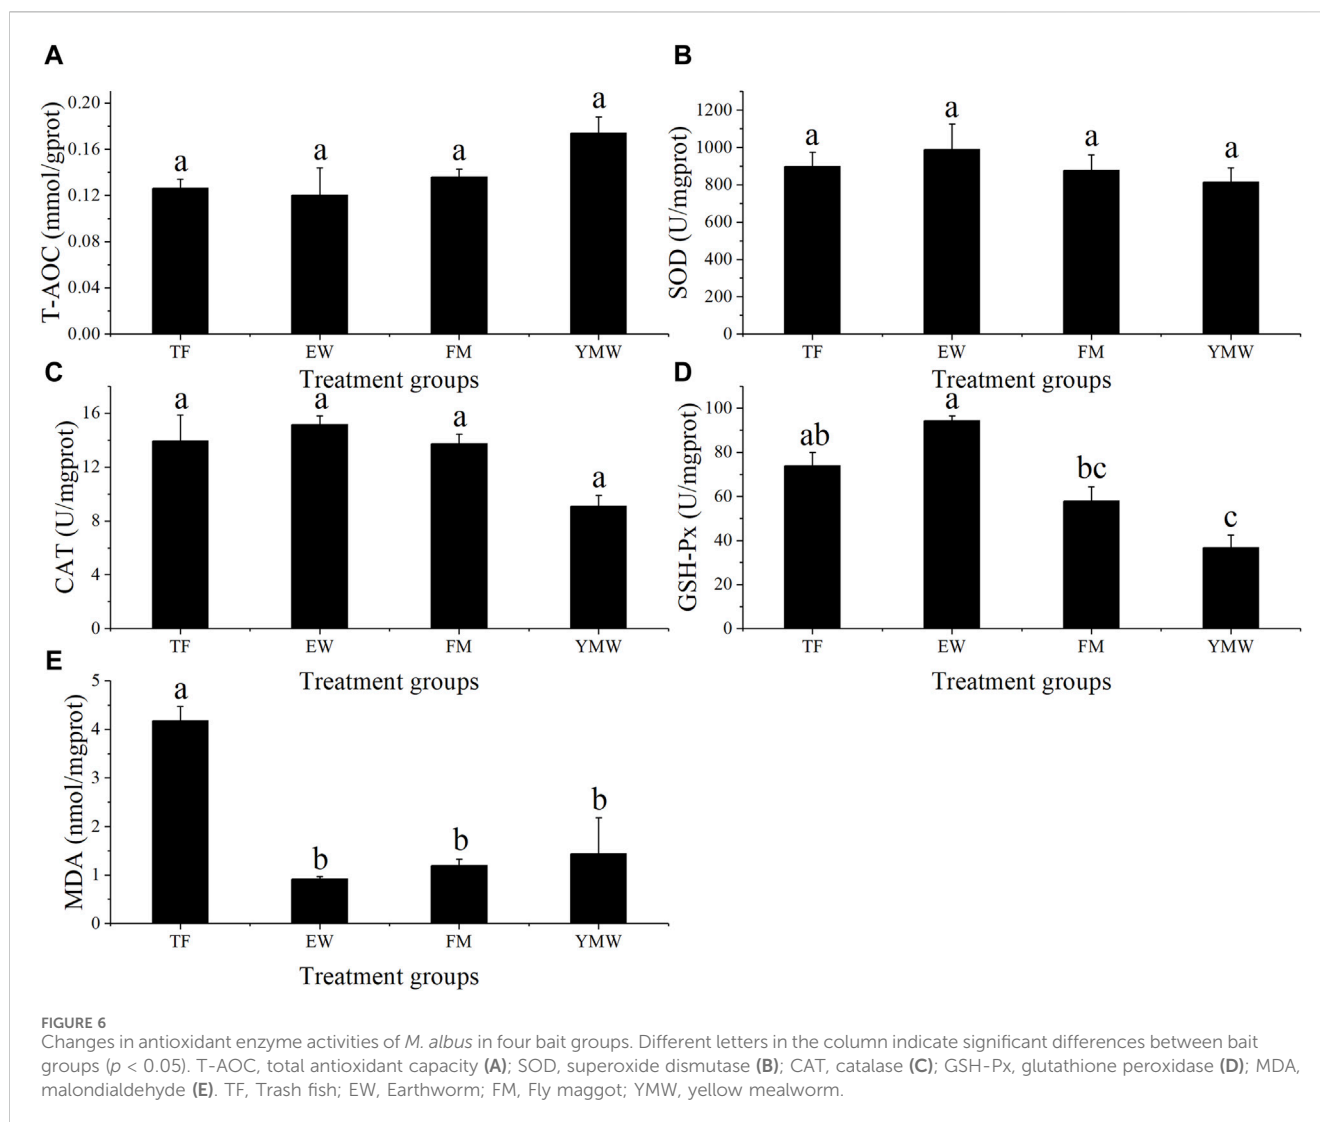 A
T-AOC (mmol/gprot)
0.20
0.16
0.12
0.08
0.04
0.00
a
a
a
a
TF
EW
FM
YMW
Treatment groups
B
SOD (U/mgprot)
1200
1000
800
600
400
200
0
a
a
a
a
TF
EW
FM
YMW
Treatment groups
C
CAT (U/mgprot)
16
12
8
4
0
a
a
a
a
TF
EW
FM
YMW
Treatment groups
D
GSH-Px (U/mgprot)
100
80
60
40
20
0
ab
a
bc
c
TF
EW
FM
YMW
Treatment groups
E
MDA (nmol/mgprot)
5
4
3
2
1
0
a
b
b
b
TF
EW
FM
YMW
Treatment groups
FIGURE 6
Changes in antioxidant enzyme activities of M. albus in four bait groups. Different letters in the column indicate significant differences between bait
groups (p < 0.05). T-AOC, total antioxidant capacity (A); SOD, superoxide dismutase (B); CAT, catalase (C); GSH-Px, glutathione peroxidase (D); MDA,
malondialdehyde (E). TF, Trash fish; EW, Earthworm; FM, Fly maggot; YMW, yellow mealworm.